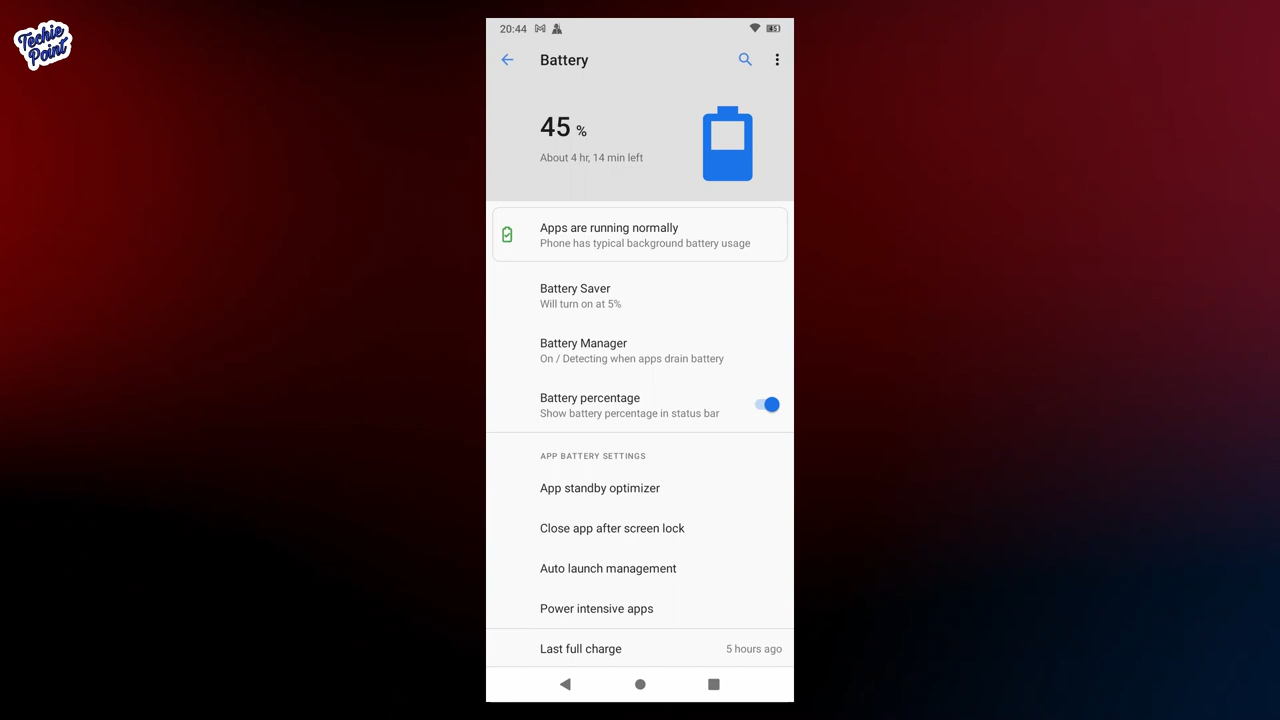 Techie
Point
20:44
45
Battery
45 %
About 4 hr, 14 min left
Apps are running normally
Phone has typical background battery usage
Battery Saver
Will turn on at 5%
Battery Manager
On / Detecting when apps drain battery
Battery percentage
Show battery percentage in status bar
APP BATTERY SETTINGS
App standby optimizer
Close app after screen lock
Auto launch management
Power intensive apps
Last full charge 5 hours ago